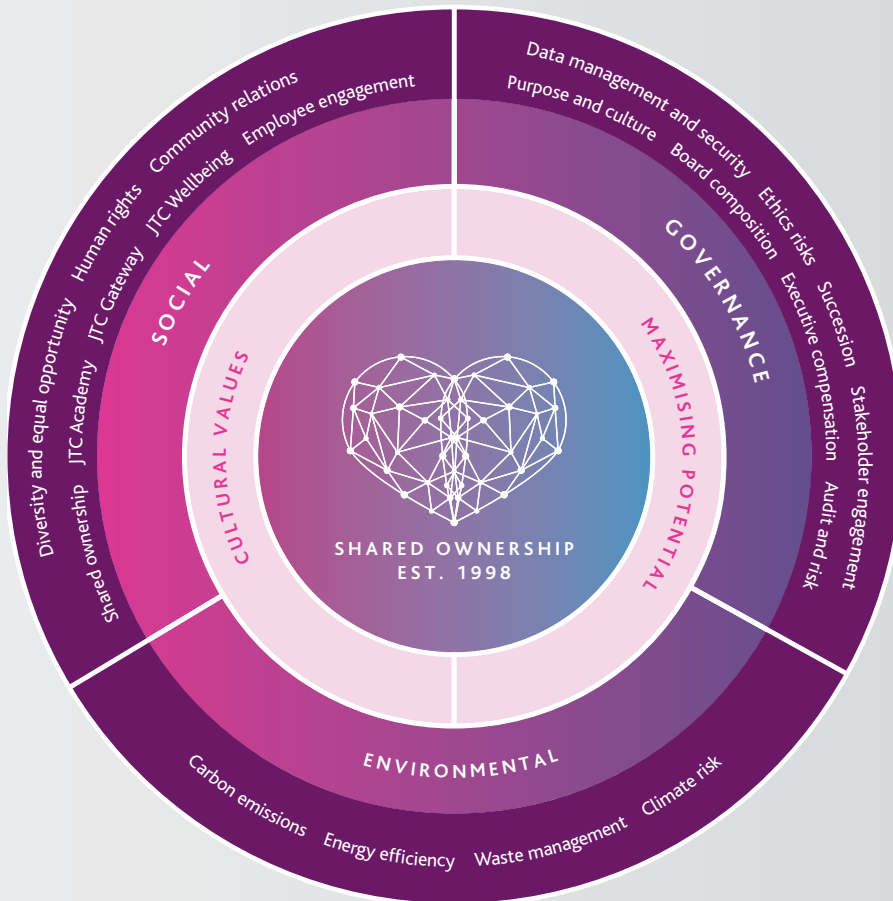 Community relations
Human rights
Diversity and equal opportunity
Employee engagement
JTC Wellbeing
JTC Gateway
JTC Academy
Shared ownership
SOCIAL
Data management and security
Ethics risks
Succession
Stakeholder engagement
Purpose and culture
Board composition
Executive compensation
Audit and risk
GOVERNANCE
CULTURAL VALUES
MAXIMISING POTENTIAL
SHARED OWNERSHIP
EST. 1998
ENVIRONMENTAL
Carbon emissions
Energy efficiency
Waste management
Climate risk